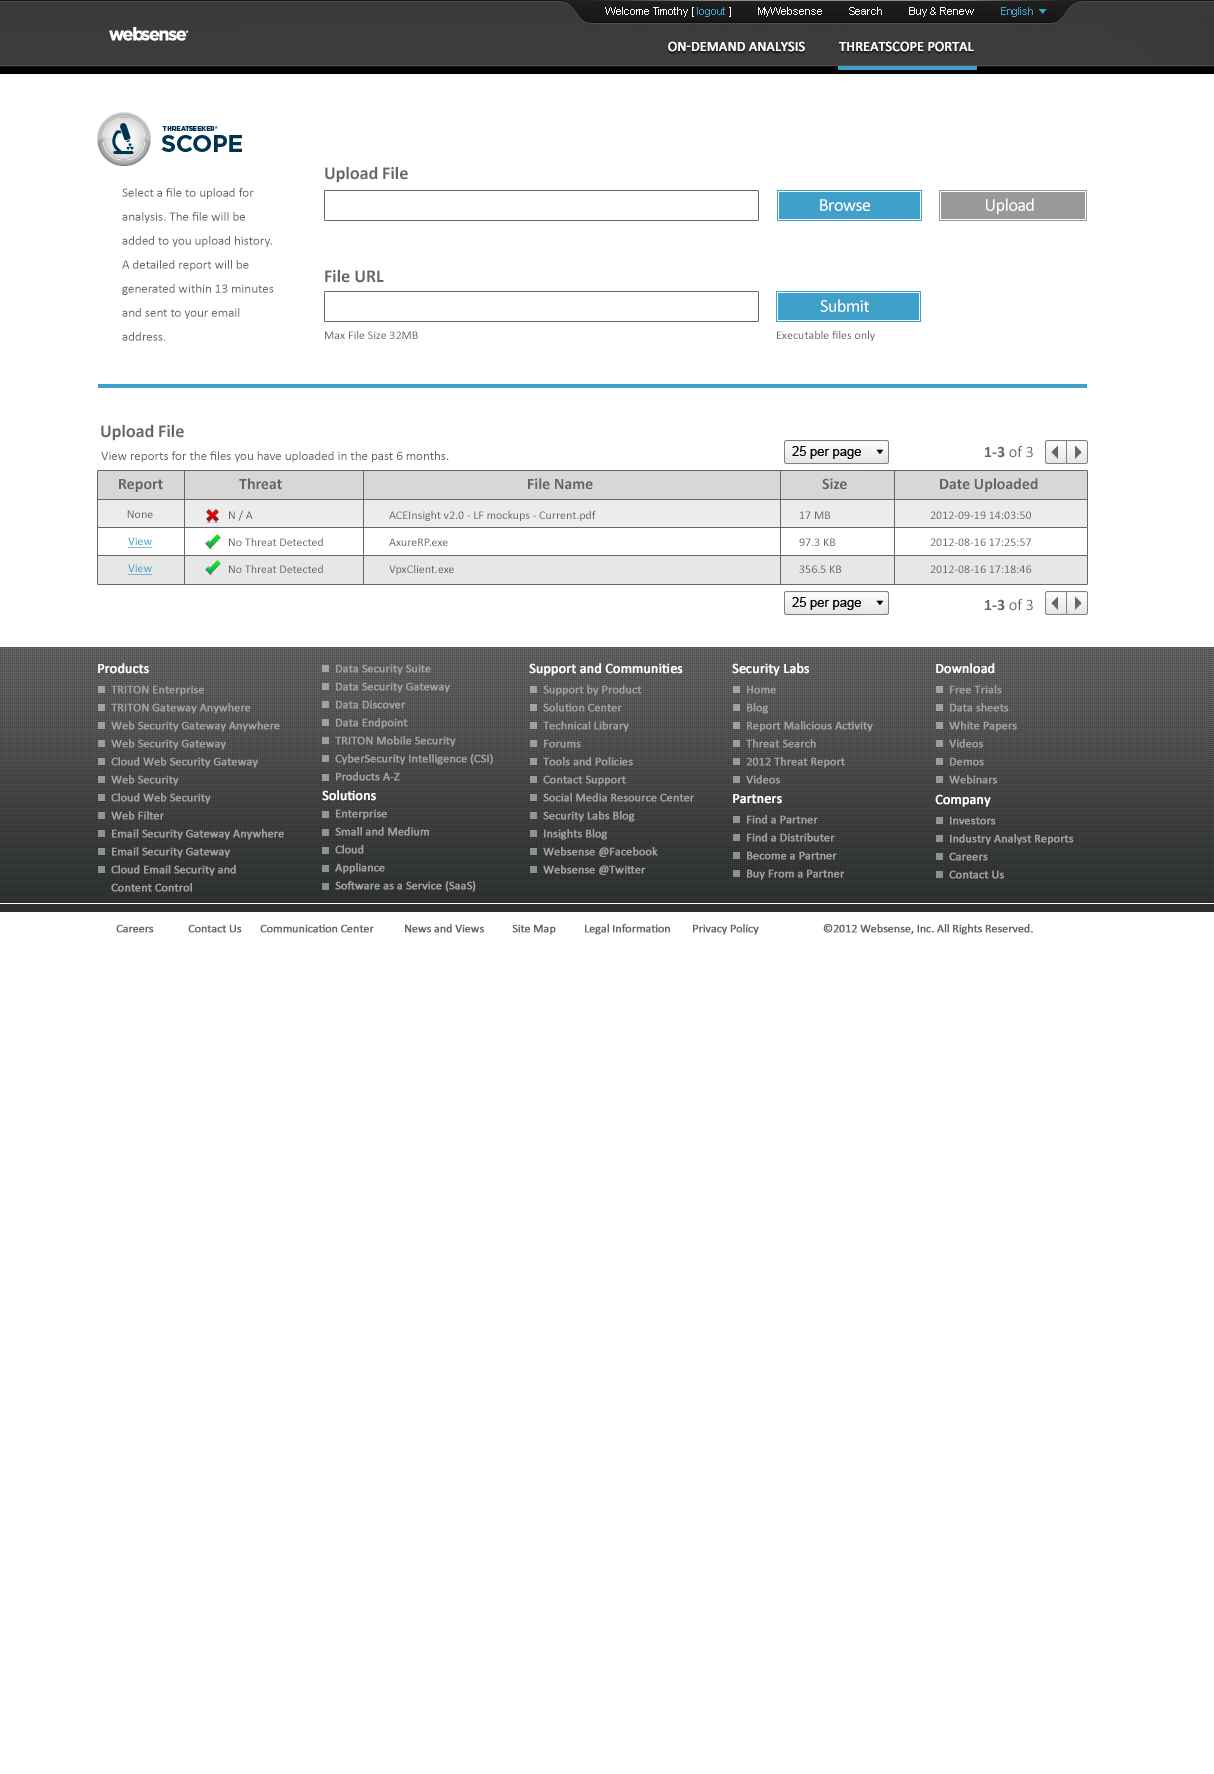 Welcome Timothy [ logout ] MyWebsense Search Buy & Renew English
websense
ON-DEMAND ANALYSIS THREATSCOPE PORTAL
THREATSEEKER®
SCOPE
Select a file to upload for
analysis. The file will be
added to you upload history.
A detailed report will be
generated within 13 minutes
and sent to your email
address.
Upload File
Browse Upload
File URL
Submit
Max File Size 32MB Executable files only
Upload File
View reports for the files you have uploaded in the past 6 months.
25 per page 1-3 of 3
Report Threat File Name Size Date Uploaded
None N / A ACEInsight v2.0 - LF mockups - Current.pdf 17 MB 2012-09-19 14:03:50
View No Threat Detected AxureRP.exe 97.3 KB 2012-08-16 17:25:57
View No Threat Detected VpxClient.exe 356.5 KB 2012-08-16 17:18:46
25 per page 1-3 of 3
Products
TRITON Enterprise
TRITON Gateway Anywhere
Web Security Gateway Anywhere
Web Security Gateway
Cloud Web Security Gateway
Web Security
Cloud Web Security
Web Filter
Email Security Gateway Anywhere
Email Security Gateway
Cloud Email Security and
Content Control
Data Security Suite
Data Security Gateway
Data Discover
Data Endpoint
TRITON Mobile Security
CyberSecurity Intelligence (CSI)
Products A-Z
Solutions
Enterprise
Small and Medium
Cloud
Appliance
Software as a Service (SaaS)
Support and Communities
Support by Product
Solution Center
Technical Library
Forums
Tools and Policies
Contact Support
Social Media Resource Center
Security Labs Blog
Insights Blog
Websense @Facebook
Websense @Twitter
Security Labs
Home
Blog
Report Malicious Activity
Threat Search
2012 Threat Report
Videos
Partners
Find a Partner
Find a Distributer
Become a Partner
Buy From a Partner
Download
Free Trials
Data sheets
White Papers
Videos
Demos
Webinars
Company
Investors
Industry Analyst Reports
Careers
Contact Us
Careers Contact Us Communication Center News and Views Site Map Legal Information Privacy Policy ©2012 Websense, Inc. All Rights Reserved.